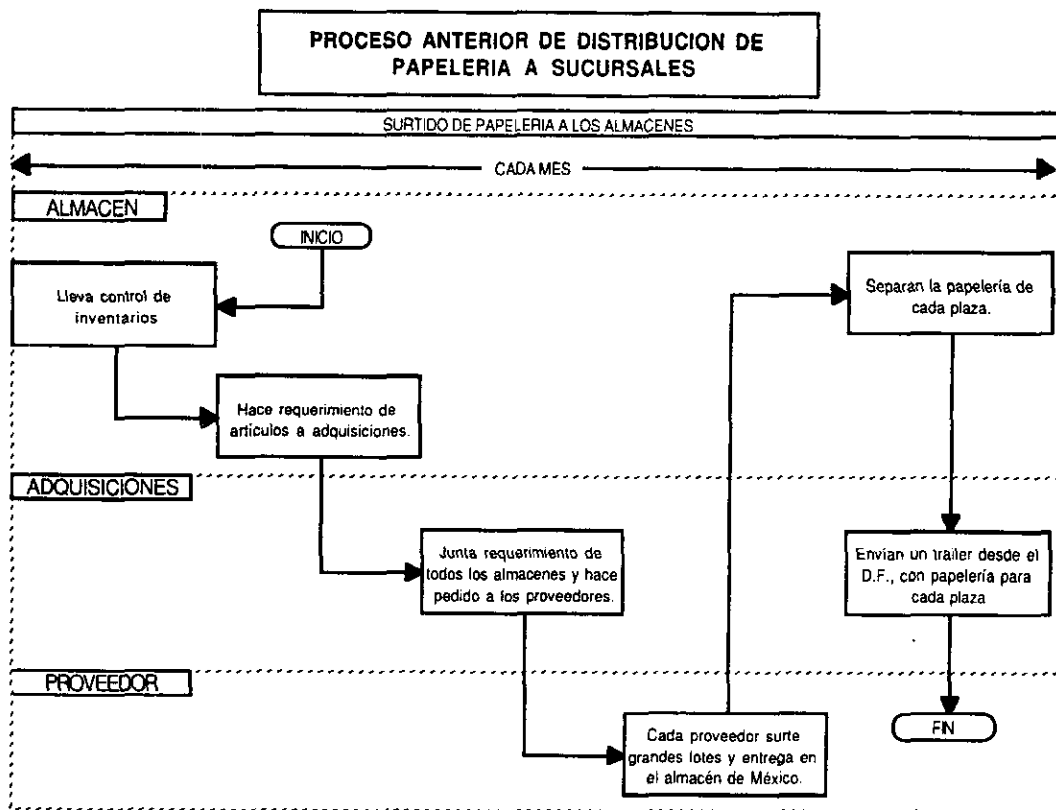 PROCESO ANTERIOR DE DISTRIBUCION DE
PAPELERIA A SUCURSALES
SURTIDO DE PAPELERIA A LOS ALMACENES
CADA MES
ALMACEN
INICIO
Lleva control de
inventarios
Separan la papelería de
cada plaza.
Hace requerimiento de
artículos a adquisiciones.
ADQUISICIONES
Junta requerimiento de
todos los almacenes y hace
pedido a los proveedores.
Envían un trailer desde el
D.F., con papelería para
cada plaza
PROVEEDOR
Cada proveedor surte
grandes lotes y entrega en
el almacén de México.
FIN